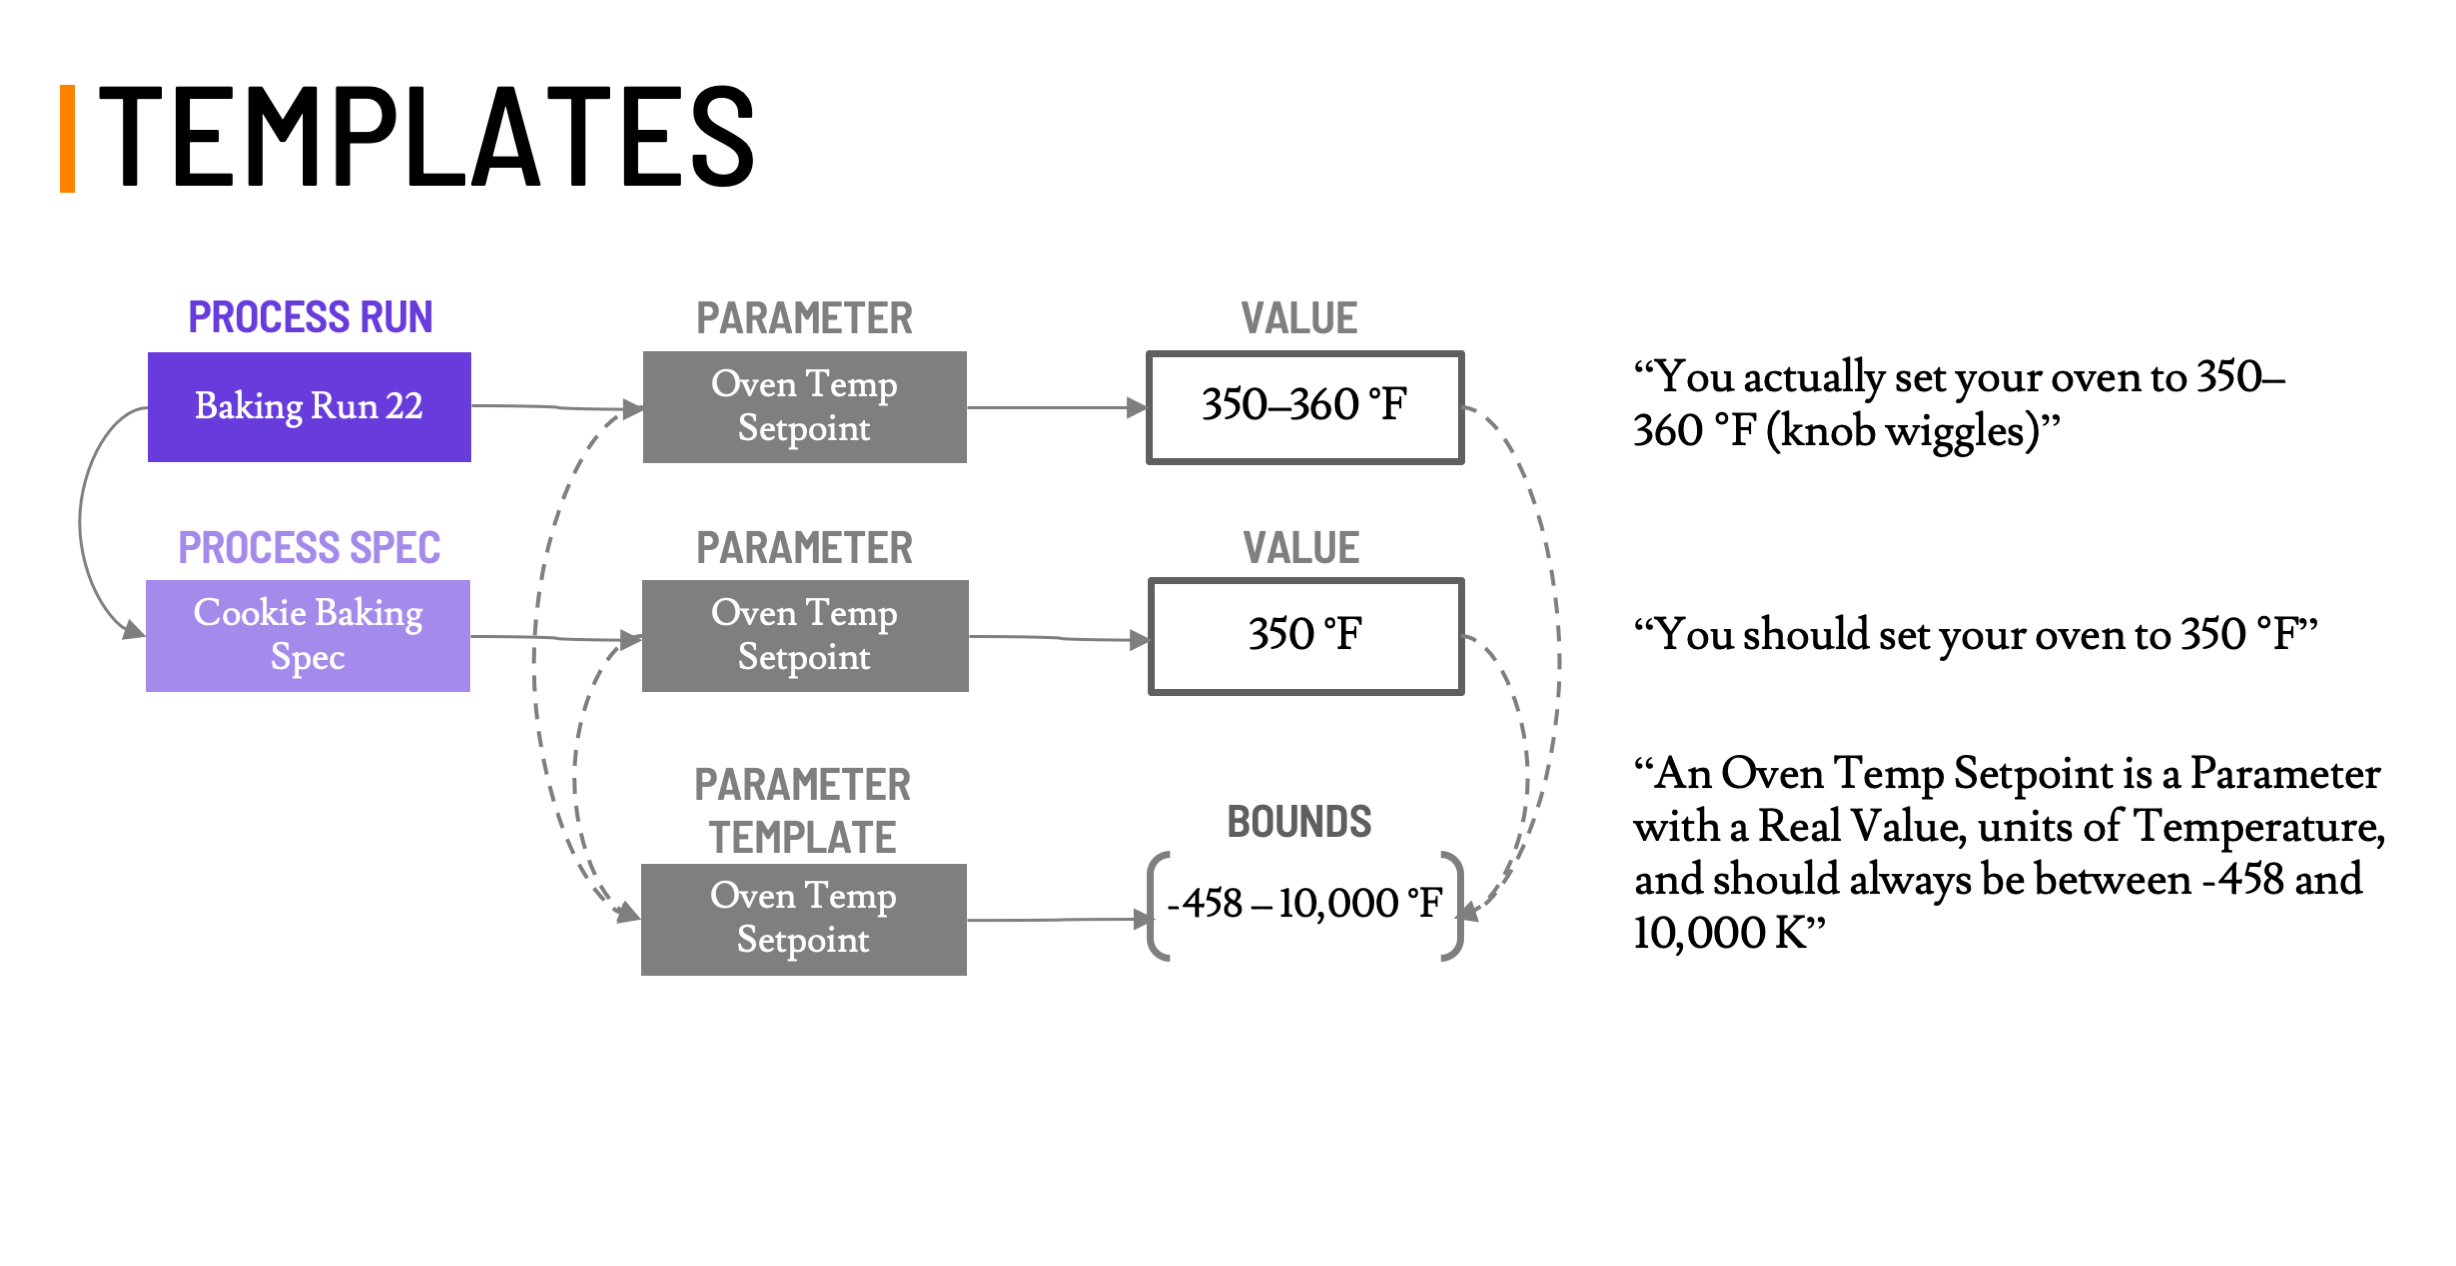 TEMPLATES
PROCESS RUN
PARAMETER
VALUE
Baking Run 22
Oven Temp
Setpoint
350–360 °F
“You actually set your oven to 350–
360 °F (knob wiggles)”
PROCESS SPEC
PARAMETER
VALUE
Cookie Baking
Spec
Oven Temp
Setpoint
350 °F
“You should set your oven to 350 °F”
PARAMETER
TEMPLATE
BOUNDS
Oven Temp
Setpoint
-458 – 10,000 °F
“An Oven Temp Setpoint is a Parameter
with a Real Value, units of Temperature,
and should always be between -458 and
10,000 K”